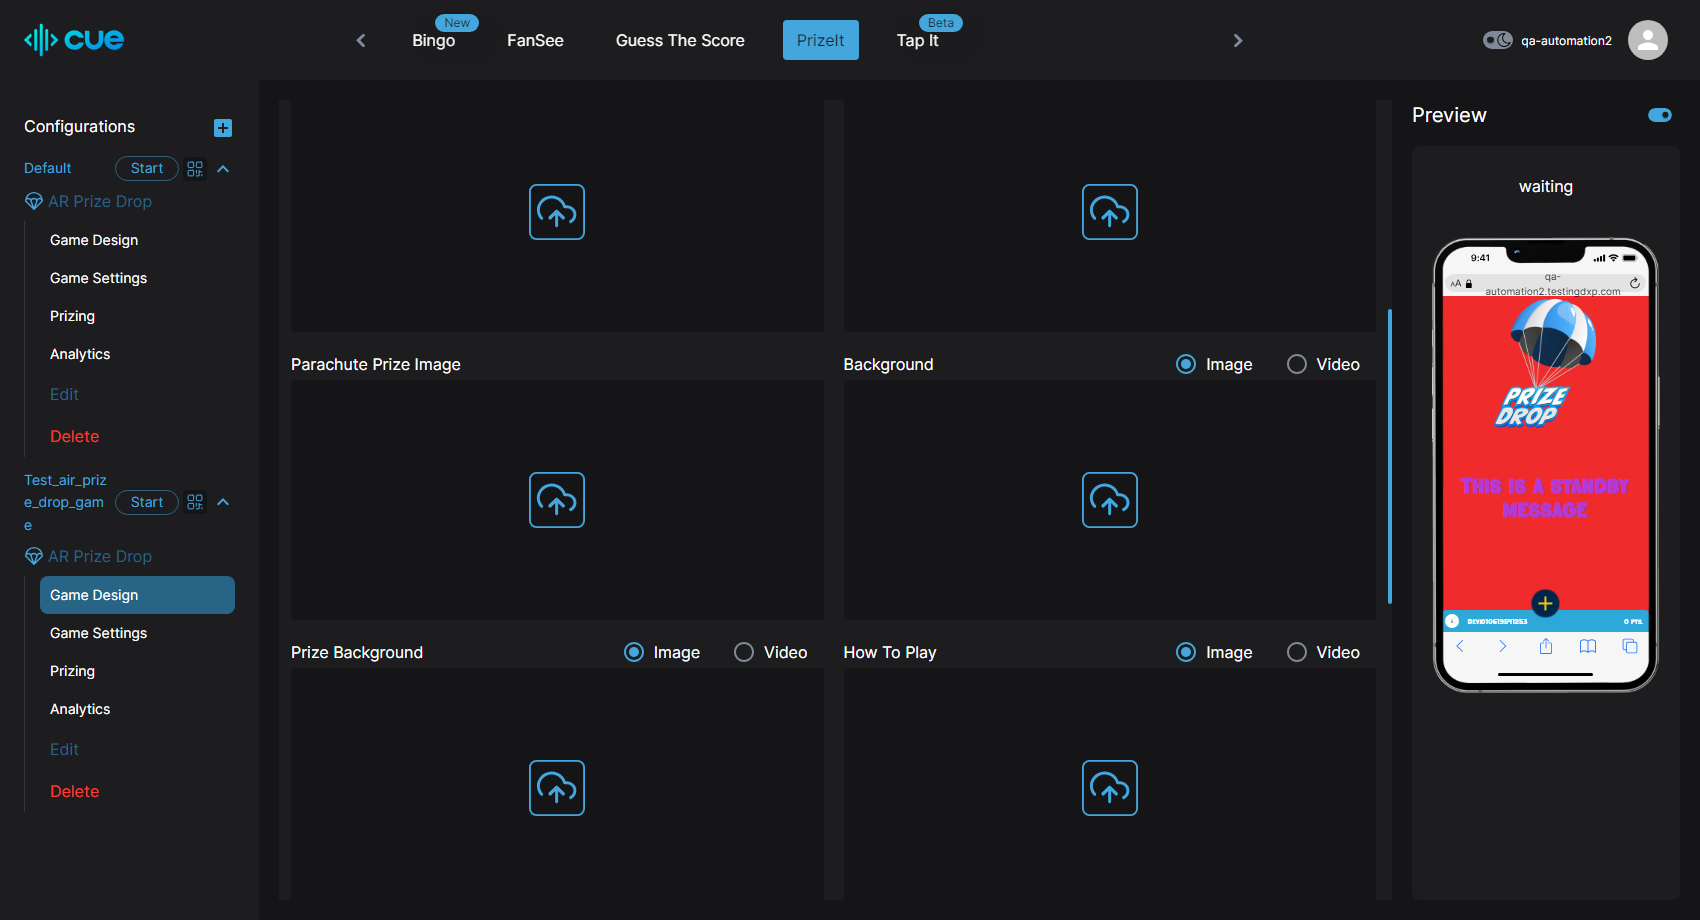 cue
Bingo
New
FanSee
Guess The Score
PrizeIt
Tap It
Beta
qa-automation2
Configurations
Default
Start
AR Prize Drop
Game Design
Game Settings
Prizing
Analytics
Edit
Delete
Test_air_priz
e_drop_gam
e
Start
AR Prize Drop
Game Design
Game Settings
Prizing
Analytics
Edit
Delete
Parachute Prize Image
Background
Image
Video
Prize Background
Image
Video
How To Play
Image
Video
Preview
waiting
9:41
AA
qa-
automation2.testingdxp.com
PRIZE
DROP
THIS IS A STANDBY
MESSAGE
0 PTS.